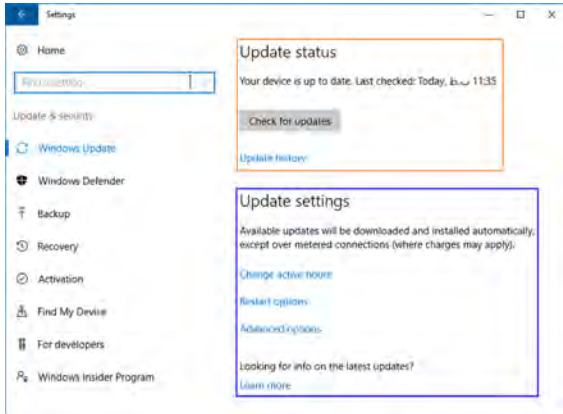 Settings
Home
Find a setting
Update & security
Windows Update
Windows Defender
Backup
Recovery
Activation
Find My Device
For developers
Windows Insider Program
Update status
Your device is up to date. Last checked: Today, ب.ظ 11:35
Check for updates
Update history
Update settings
Available updates will be downloaded and installed automatically,
except over metered connections (where charges may apply).
Change active hours
Restart options
Advanced options
Looking for info on the latest updates?
Learn more